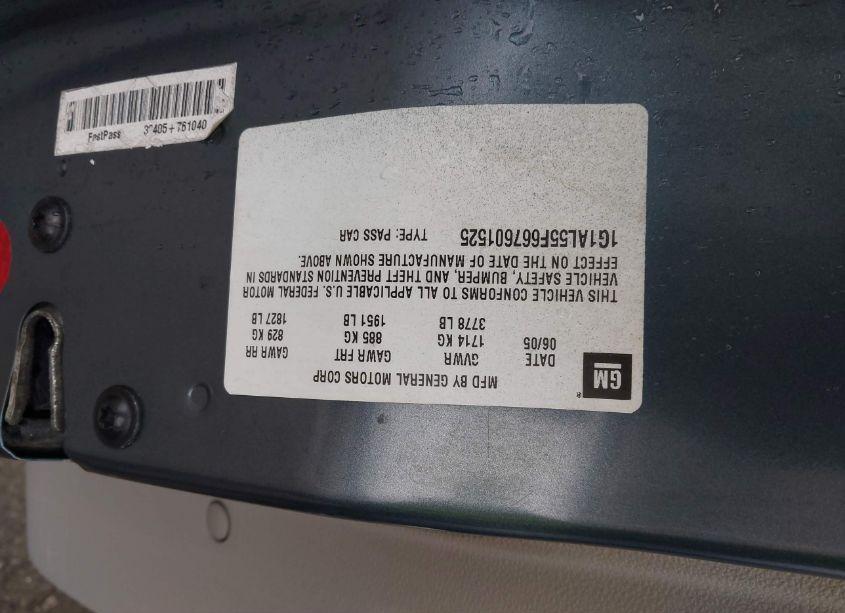 FastPass 30405+761040
GM ®
MFD BY GENERAL MOTORS CORP
DATE GVWR GAWR FRT GAWR RR
06/05 1714 KG 885 KG 829 KG
3778 LB 1951 LB 1827 LB
THIS VEHICLE CONFORMS TO ALL APPLICABLE U.S. FEDERAL MOTOR
VEHICLE SAFETY, BUMPER, AND THEFT PREVENTION STANDARDS IN
EFFECT ON THE DATE OF MANUFACTURE SHOWN ABOVE.
1G1AL55F667601525 TYPE: PASS CAR